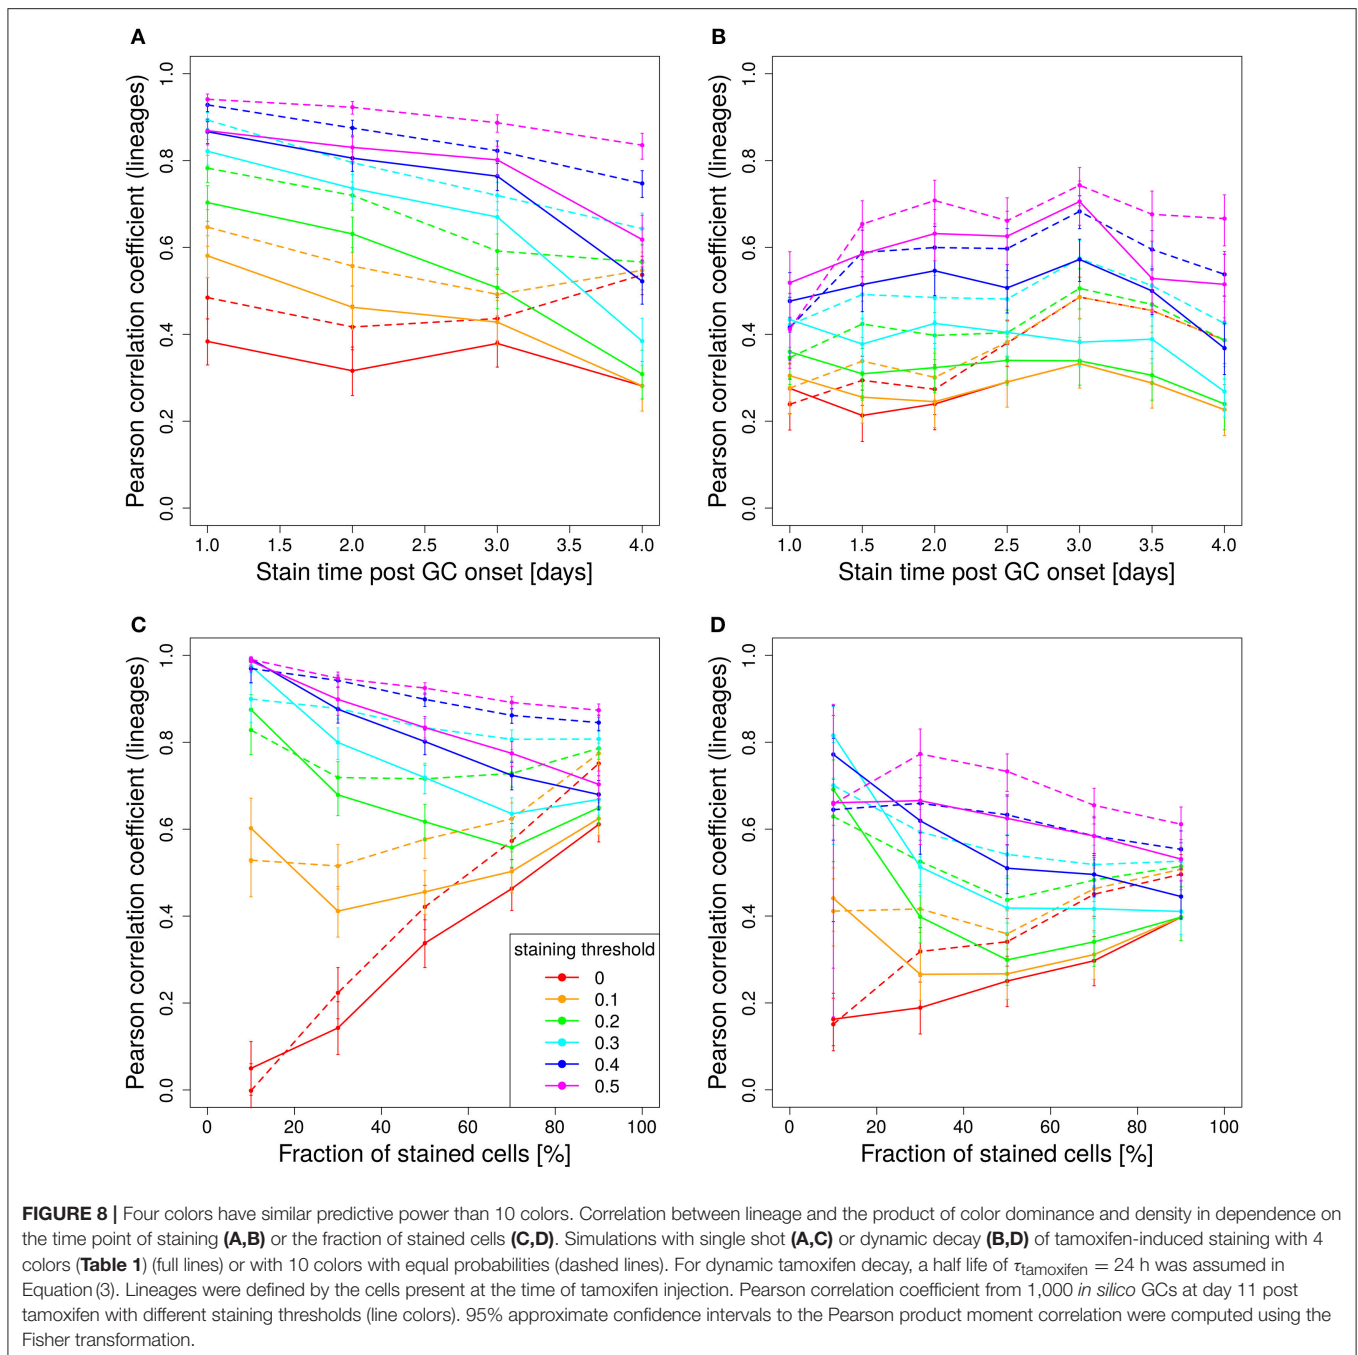 A
B
Pearson correlation coefficient (lineages)
0.0 0.2 0.4 0.6 0.8 1.0
1.0 1.5 2.0 2.5 3.0 3.5 4.0
Stain time post GC onset [days]
Pearson correlation coefficient (lineages)
0.0 0.2 0.4 0.6 0.8 1.0
1.0 1.5 2.0 2.5 3.0 3.5 4.0
Stain time post GC onset [days]
C
D
Pearson correlation coefficient (lineages)
0.0 0.2 0.4 0.6 0.8 1.0
staining threshold
0
0.1
0.2
0.3
0.4
0.5
0 20 40 60 80 100
Fraction of stained cells [%]
Pearson correlation coefficient (lineages)
0.0 0.2 0.4 0.6 0.8 1.0
0 20 40 60 80 100
Fraction of stained cells [%]
FIGURE 8 | Four colors have similar predictive power than 10 colors. Correlation between lineage and the product of color dominance and density in dependence on
the time point of staining (A,B) or the fraction of stained cells (C,D). Simulations with single shot (A,C) or dynamic decay (B,D) of tamoxifen-induced staining with 4
colors (Table 1) (full lines) or with 10 colors with equal probabilities (dashed lines). For dynamic tamoxifen decay, a half life of τtamoxifen = 24 h was assumed in
Equation (3). Lineages were defined by the cells present at the time of tamoxifen injection. Pearson correlation coefficient from 1,000 in silico GCs at day 11 post
tamoxifen with different staining thresholds (line colors). 95% approximate confidence intervals to the Pearson product moment correlation were computed using the
Fisher transformation.